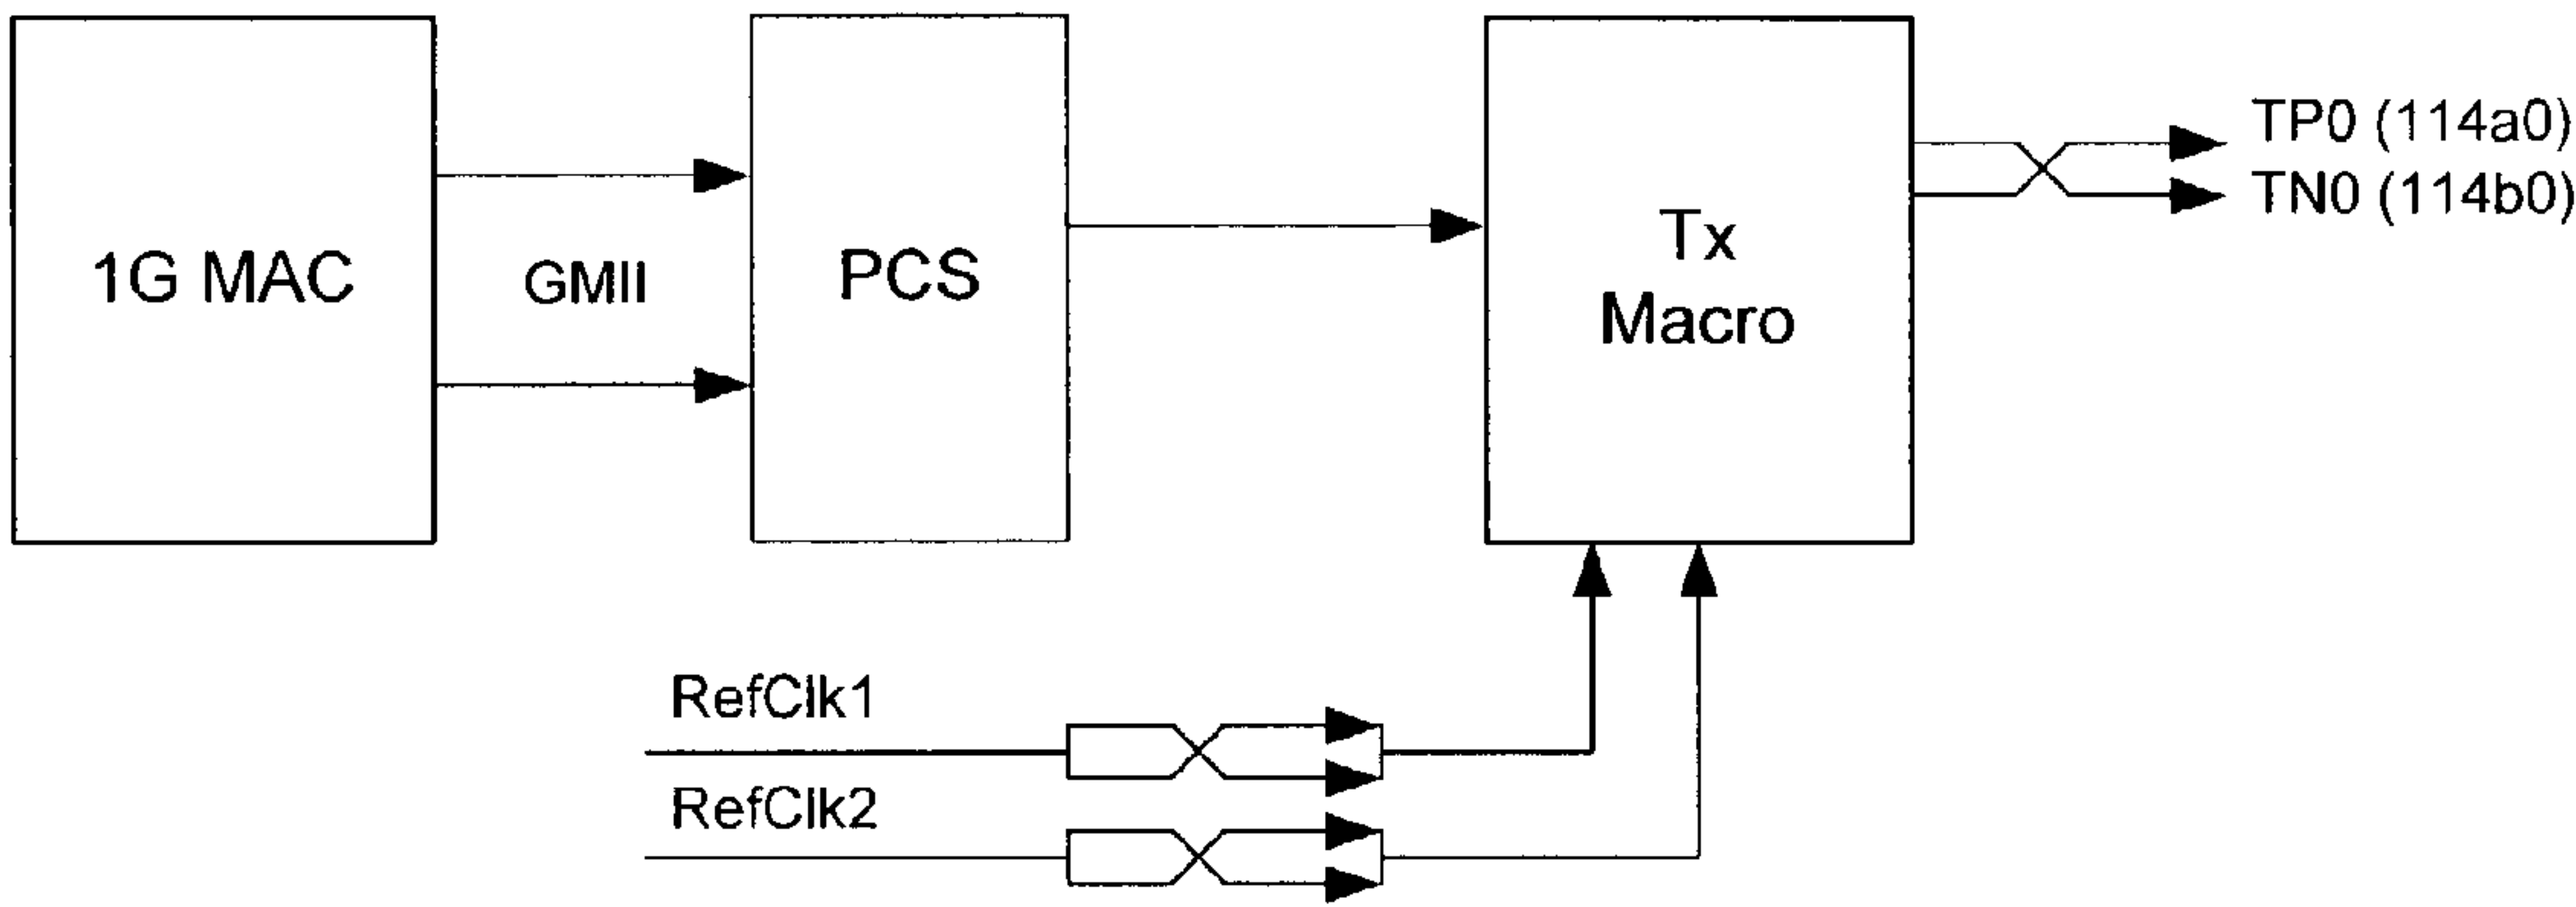 1G MAC
GMII
PCS
Tx
Macro
TP0 (114a0)
TN0 (114b0)
RefClk1
RefClk2